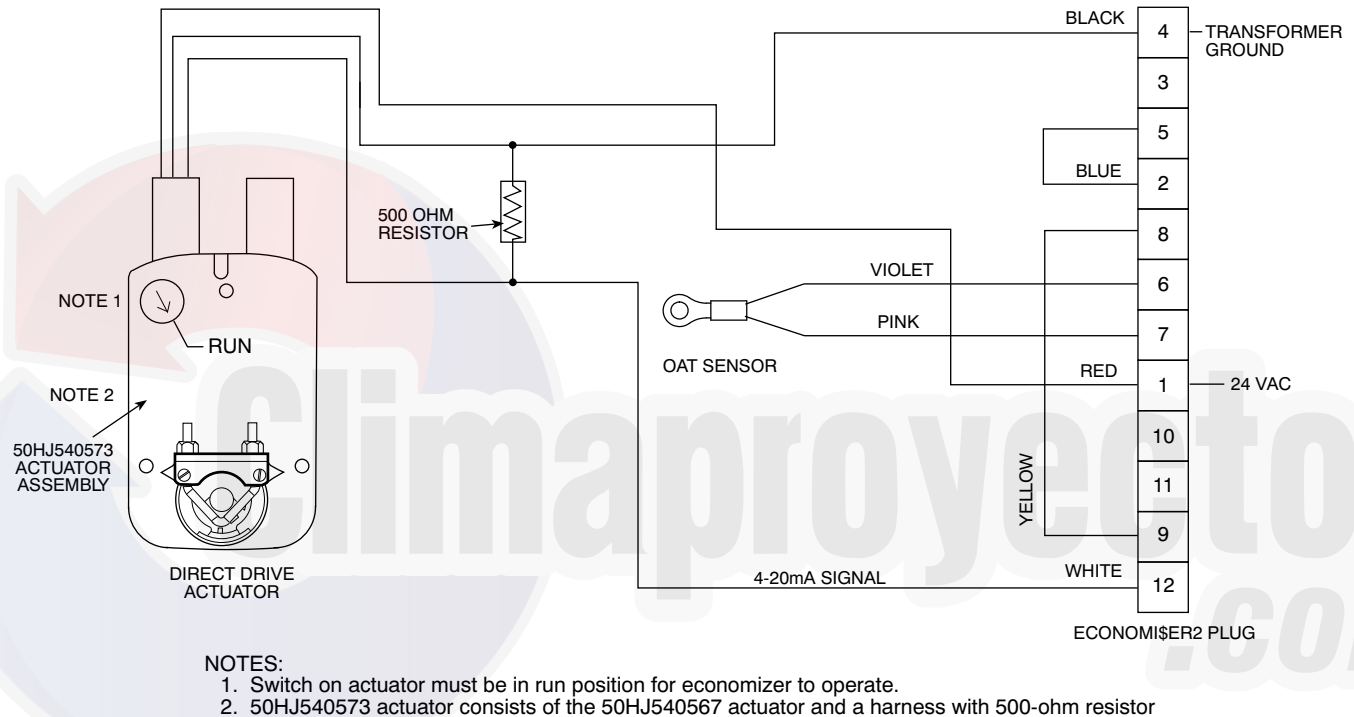 BLACK
4
TRANSFORMER
GROUND
3
5
BLUE
2
500 OHM
RESISTOR
8
VIOLET
6
NOTE 1
PINK
7
RUN
OAT SENSOR
RED
1
24 VAC
NOTE 2
10
50HJ540573
ACTUATOR
ASSEMBLY
YELLOW
11
9
DIRECT DRIVE
ACTUATOR
4-20mA SIGNAL
WHITE
12
ECONOMI$ER2 PLUG
Climaproyecto
.co
NOTES:
1. Switch on actuator must be in run position for economizer to operate.
2. 50HJ540573 actuator consists of the 50HJ540567 actuator and a harness with 500-ohm resistor